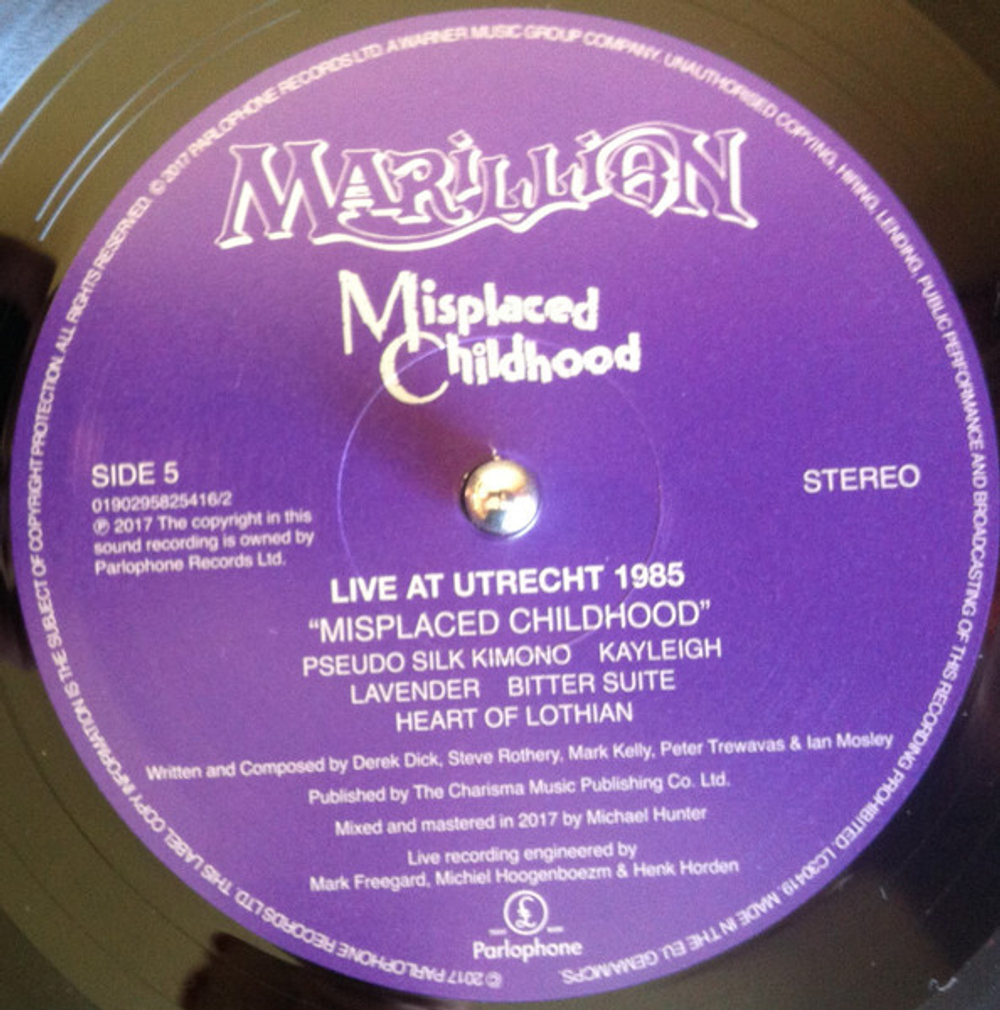 MARILLION
Misplaced
Childhood
SIDE 5
0190295825416/2
℗ 2017 The copyright in this
sound recording is owned by
Parlophone Records Ltd.
STEREO
LIVE AT UTRECHT 1985
“MISPLACED CHILDHOOD”
PSEUDO SILK KIMONO KAYLEIGH
LAVENDER BITTER SUITE
HEART OF LOTHIAN
Written and Composed by Derek Dick, Steve Rothery, Mark Kelly, Peter Trewavas & Ian Mosley
Published by The Charisma Music Publishing Co. Ltd.
Mixed and mastered in 2017 by Michael Hunter
Live recording engineered by
Mark Freegard, Michiel Hoogenboezm & Henk Horden
£
Parlophone
© 2017 PARLOPHONE RECORDS LTD. THIS LABEL COPY INFORMATION IS THE SUBJECT OF COPYRIGHT PROTECTION. ALL RIGHTS RESERVED. © 2017 PARLOPHONE RECORDS LTD. A WARNER MUSIC GROUP COMPANY. UNAUTHORISED COPYING, HIRING, LENDING, PUBLIC PERFORMANCE AND BROADCASTING OF THIS RECORDING PROHIBITED. LC30419. MADE IN THE EU. GEMA/MCPS.